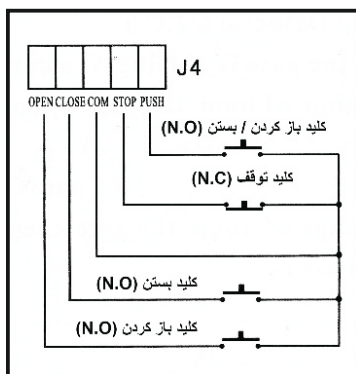 J4
OPEN CLOSE COM STOP PUSH
کلید باز کردن / بستن (N.O)
کلید توقف (N.C)
کلید بستن (N.O)
کلید باز کردن (N.O)